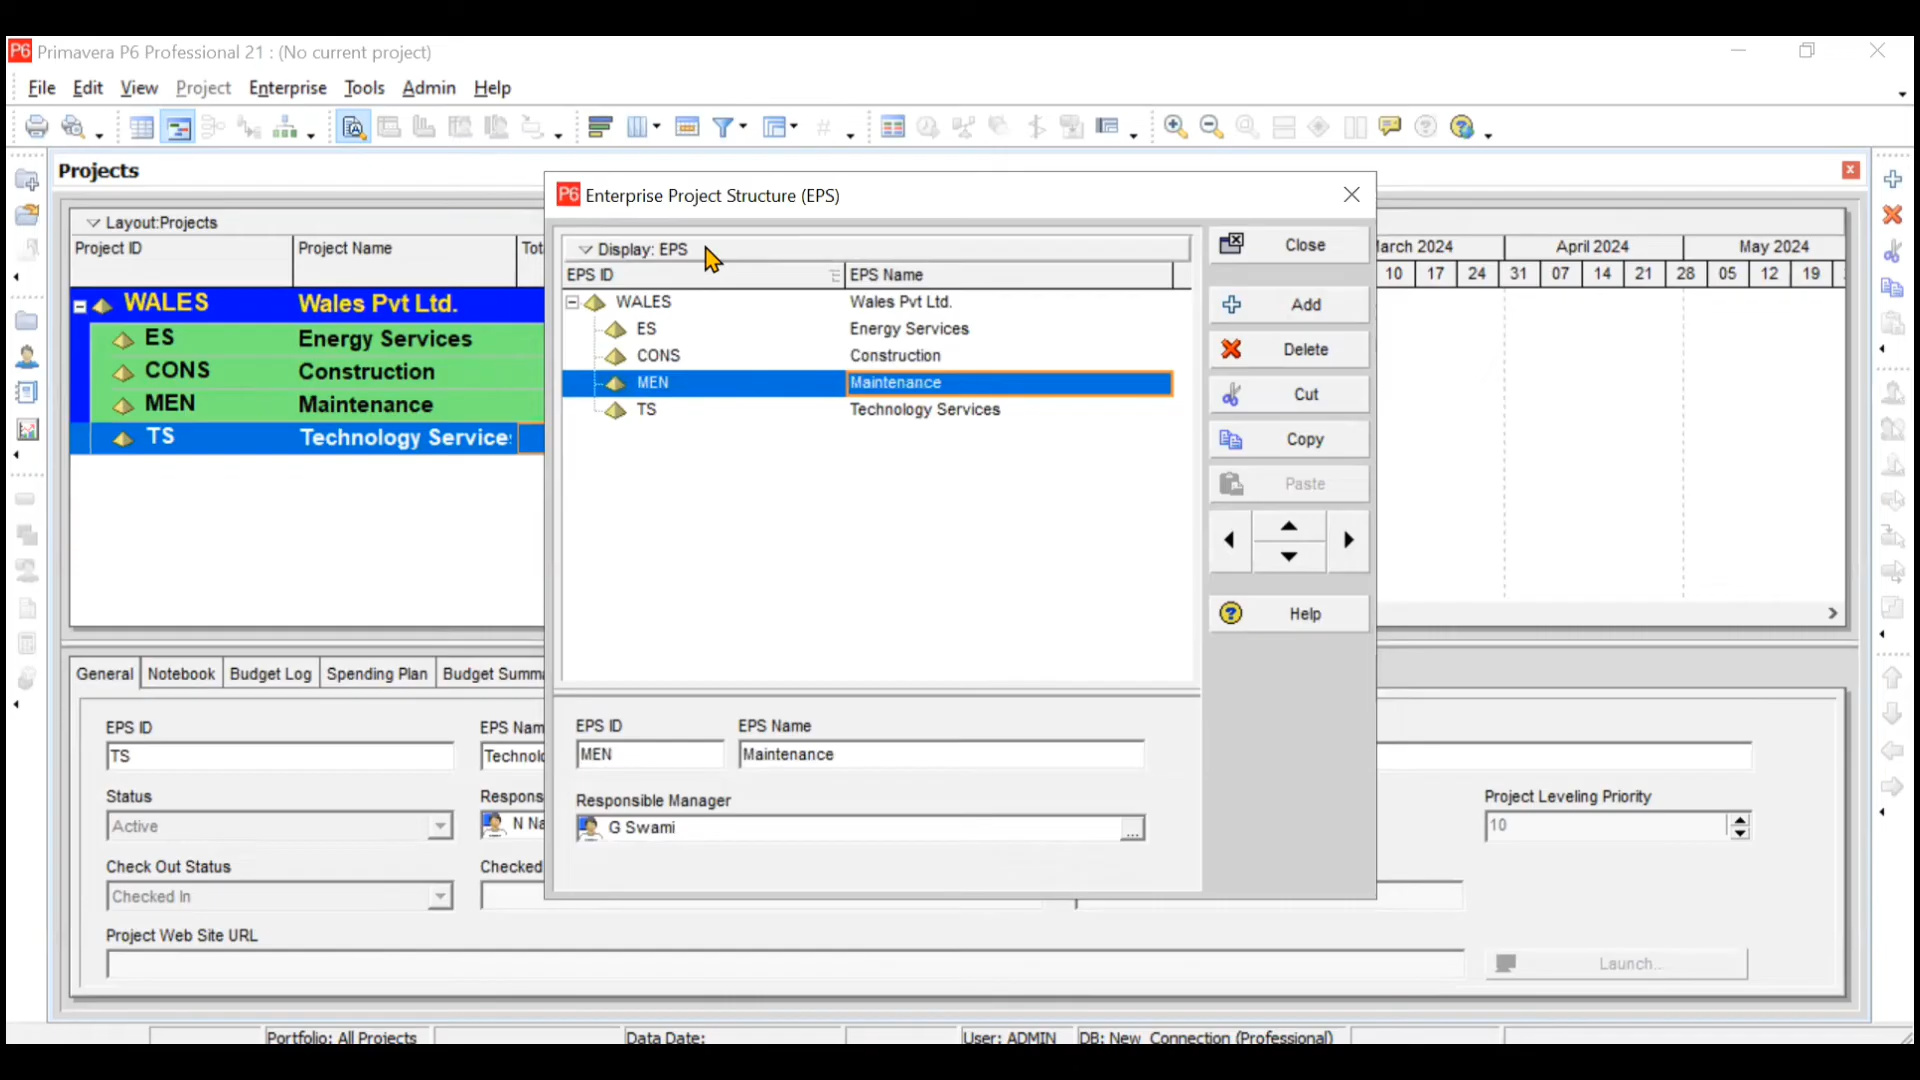 P6 Primavera P6 Professional 21 : (No current project)
File Edit View Project Enterprise Tools Admin Help
Projects
Layout:Projects
Project ID Project Name
WALES Wales Pvt Ltd.
ES Energy Services
CONS Construction
MEN Maintenance
TS Technology Service
P6 Enterprise Project Structure (EPS)
Display: EPS
EPS ID EPS Name
WALES Wales Pvt Ltd.
ES Energy Services
CONS Construction
MEN Maintenance
TS Technology Services
Close
Add
Delete
Cut
Copy
Paste
Help
EPS ID EPS Name
MEN Maintenance
Responsible Manager
G Swami
...
March 2024 April 2024 May 2024
10 17 24 31 07 14 21 28 05 12 19
General Notebook Budget Log Spending Plan Budget Summa
EPS ID EPS Nam
TS Technolo
Status Respons
Active N Na
Project Leveling Priority
10
Check Out Status Checked
Checked In
Project Web Site URL
Launch...
Portfolio: All Projects Data Date: User: ADMIN DB: New_Connection (Professional)